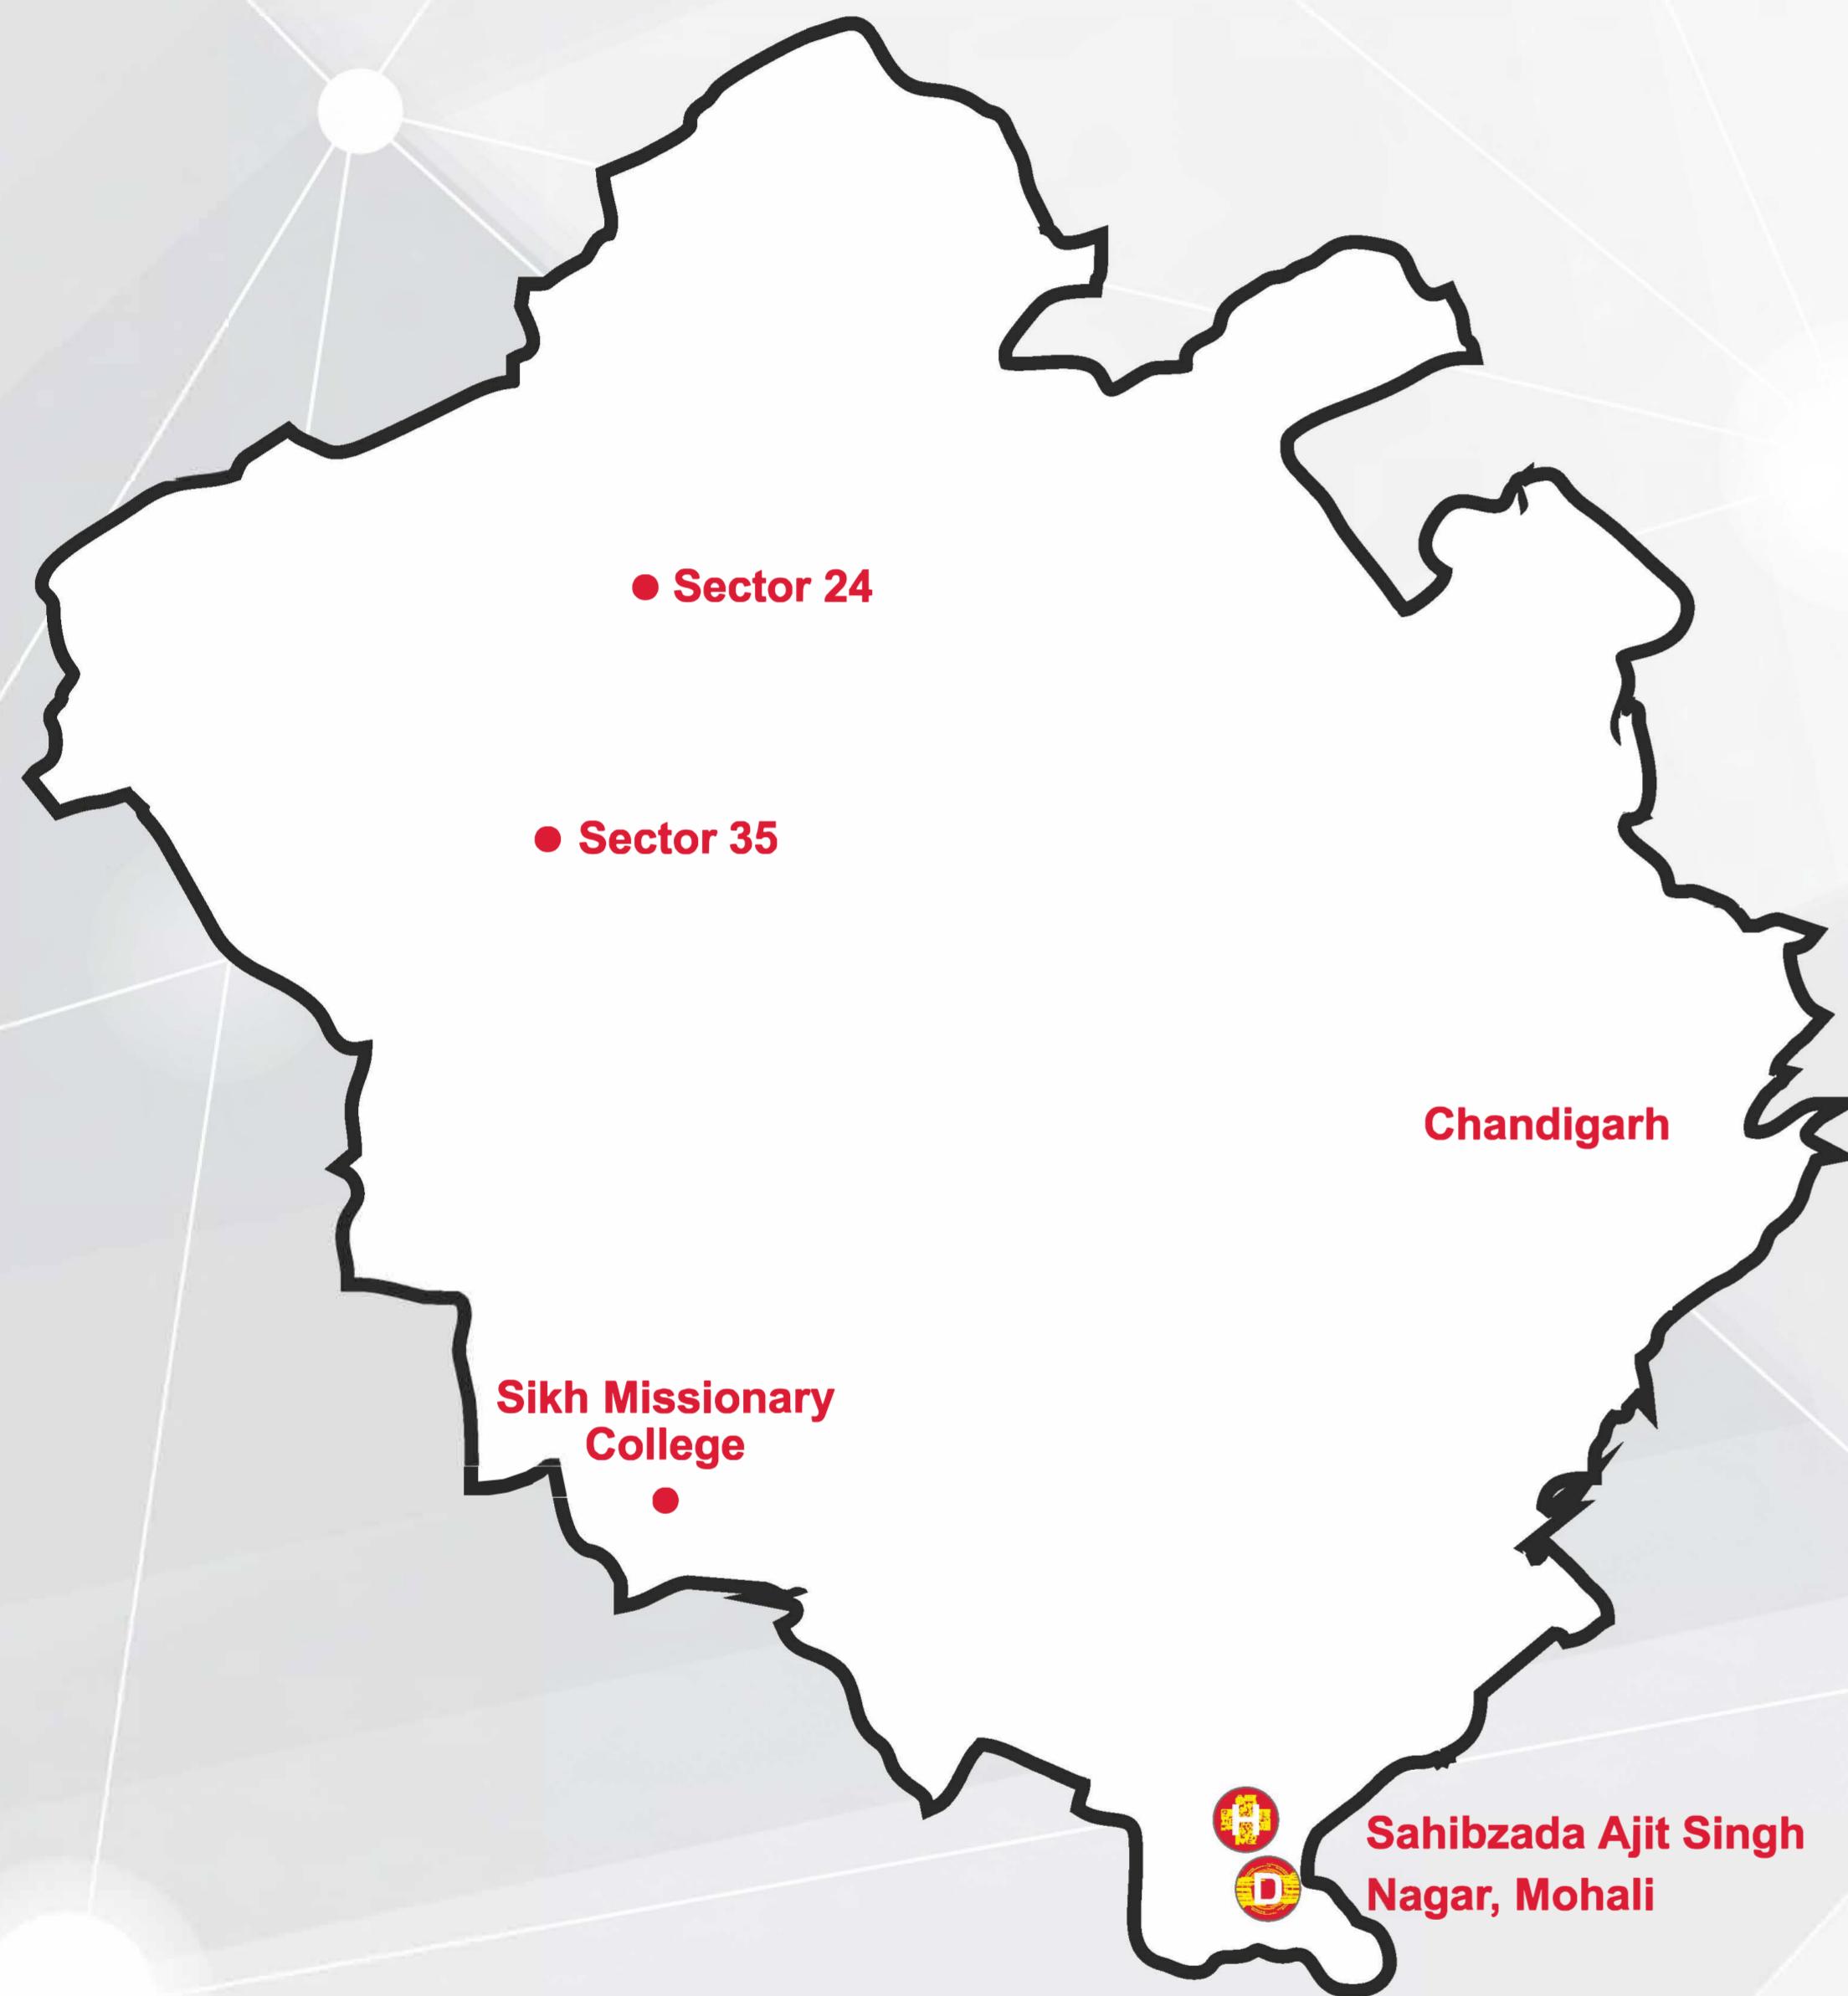 Sector 24
Sector 35
Chandigarh
Sikh Missionary
College
H
D
Sahibzada Ajit Singh
Nagar, Mohali